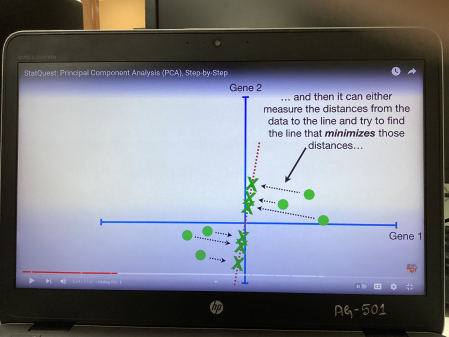 StatQuest: Principal Component Analysis (PCA), Step-by-Step
Gene 2
... and then it can either
measure the distances from the
data to the line and try to find
the line that minimizes those
distances...
Gene 1
hp
AG-501